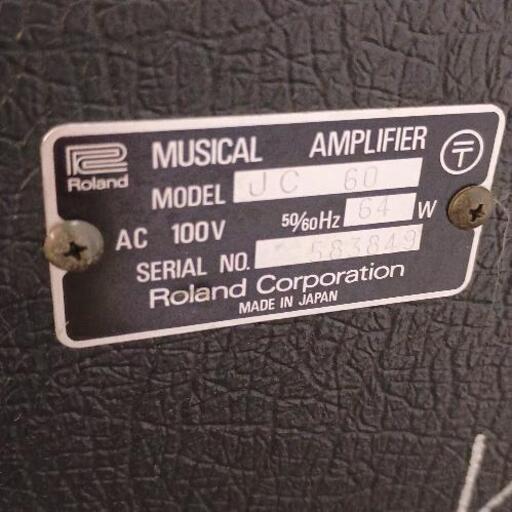 Roland
MUSICAL AMPLIFIER
MODEL JC 60
AC 100V 50/60Hz 64 W
SERIAL NO. 583849
Roland Corporation
MADE IN JAPAN